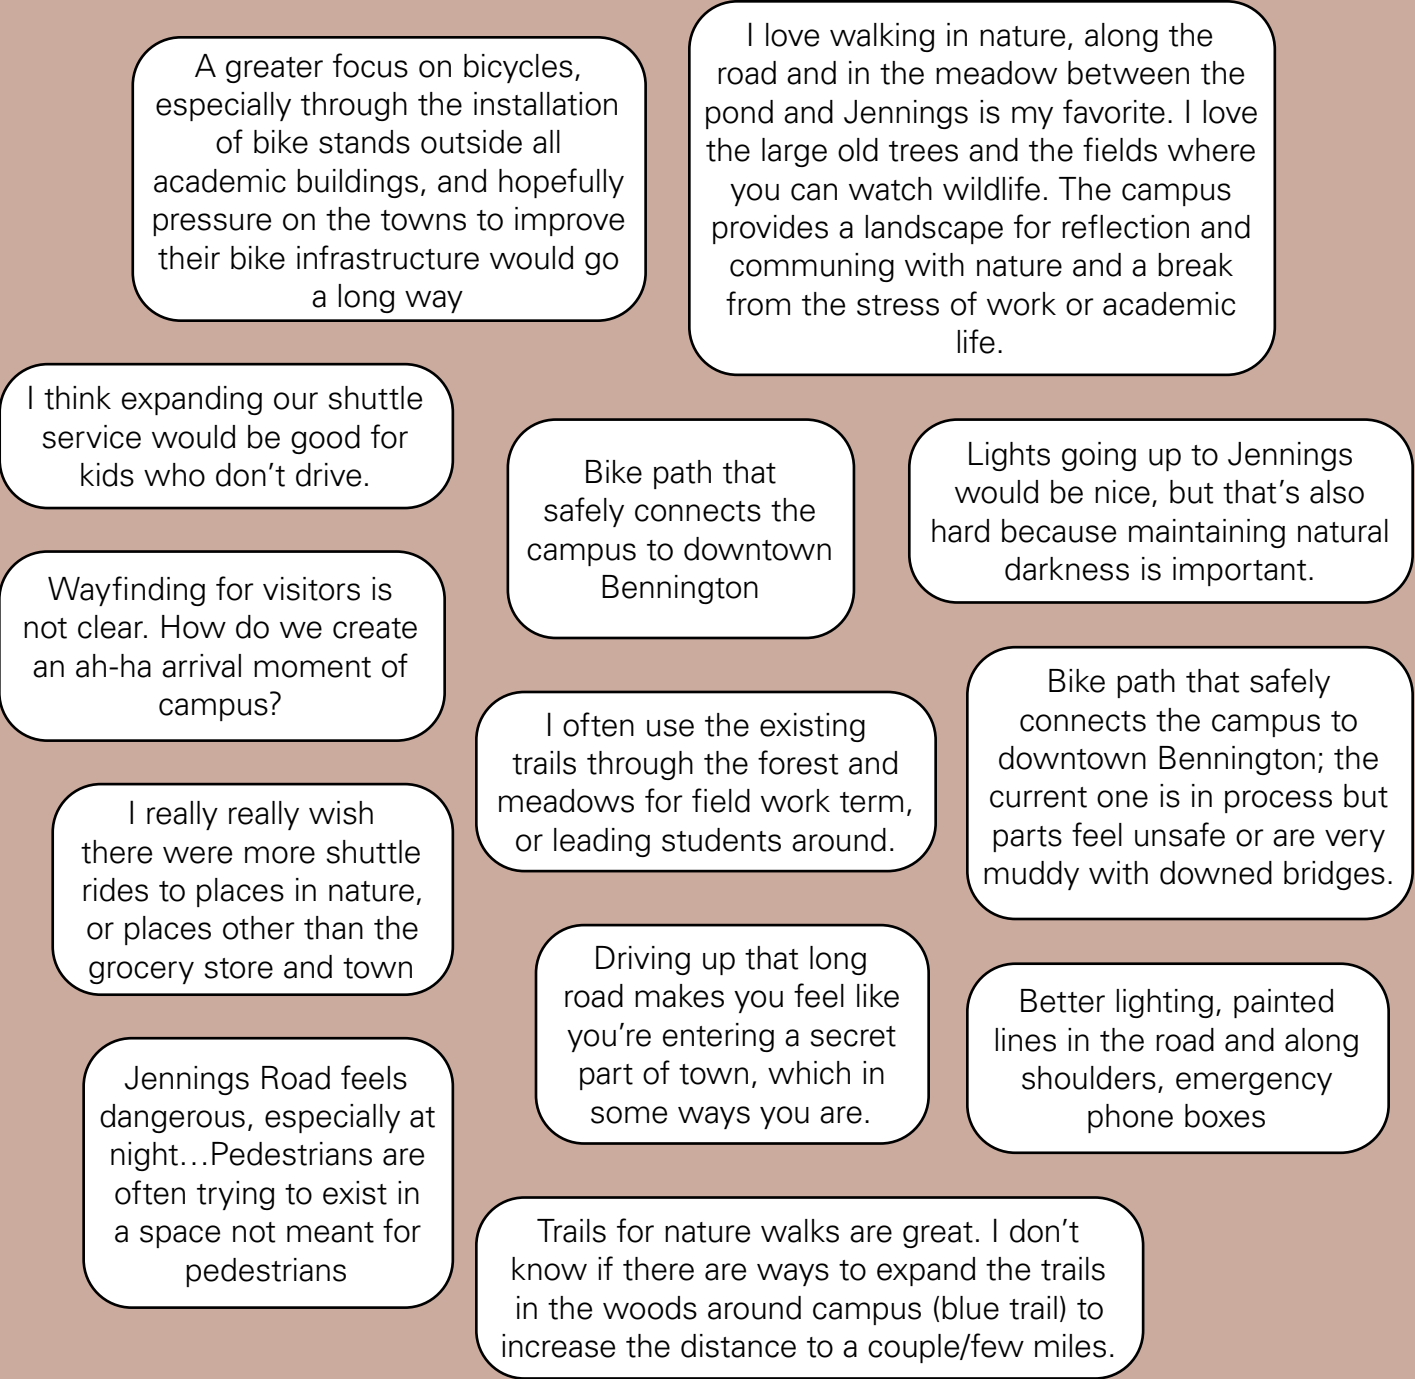 A greater focus on bicycles,
especially through the installation
of bike stands outside all
academic buildings, and hopefully
pressure on the towns to improve
their bike infrastructure would go
a long way
I love walking in nature, along the
road and in the meadow between the
pond and Jennings is my favorite. I love
the large old trees and the fields where
you can watch wildlife. The campus
provides a landscape for reflection and
communing with nature and a break
from the stress of work or academic
life.
I think expanding our shuttle
service would be good for
kids who don’t drive.
Bike path that
safely connects the
campus to downtown
Bennington
Lights going up to Jennings
would be nice, but that’s also
hard because maintaining natural
darkness is important.
Wayfinding for visitors is
not clear. How do we create
an ah-ha arrival moment of
campus?
I often use the existing
trails through the forest and
meadows for field work term,
or leading students around.
Bike path that safely
connects the campus to
downtown Bennington; the
current one is in process but
parts feel unsafe or are very
muddy with downed bridges.
I really really wish
there were more shuttle
rides to places in nature,
or places other than the
grocery store and town
Driving up that long
road makes you feel like
you’re entering a secret
part of town, which in
some ways you are.
Better lighting, painted
lines in the road and along
shoulders, emergency
phone boxes
Jennings Road feels
dangerous, especially at
night…Pedestrians are
often trying to exist in
a space not meant for
pedestrians
Trails for nature walks are great. I don’t
know if there are ways to expand the trails
in the woods around campus (blue trail) to
increase the distance to a couple/few miles.